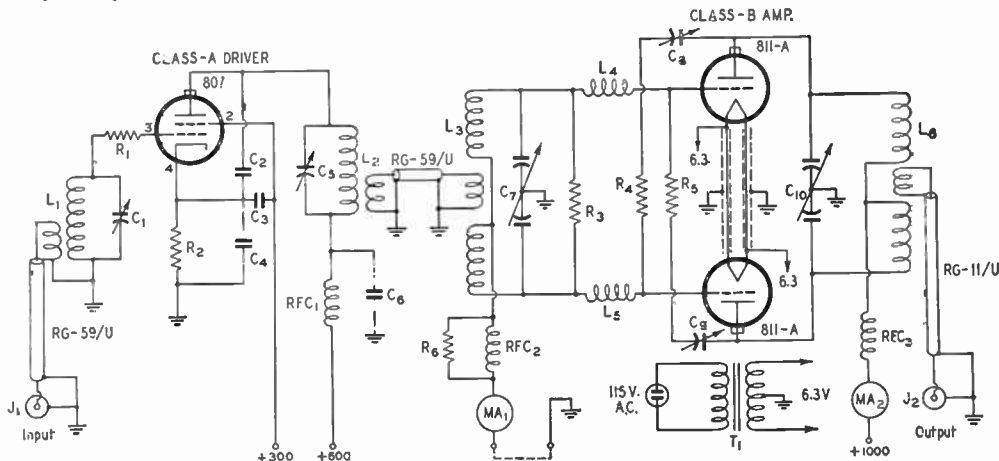 CLASS-B AMP.
CLASS-A DRIVER
807
811-A
C8
L4
L3
L6
R1
3
2
4
C2
C5
L2
RG-59/U
C7
R3
R4
R5
6.3
C10
L1
C1
R2
C3
C4
RFC1
C6
L5
6.3
RG-11/U
RG-59/U
R6
RFC2
C9
811-A
RFC3
J1
Input
MA1
115 V.
A.C.
6.3V
T1
MA2
J2
Output
+300
+600
+1000